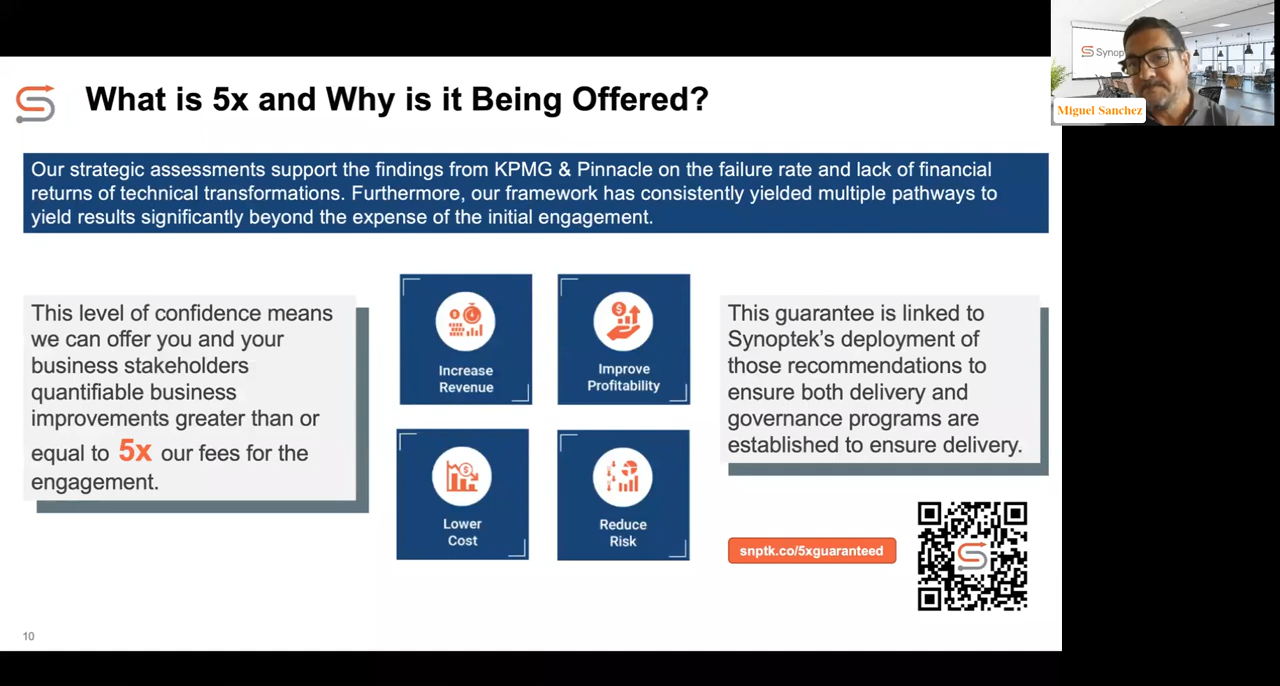 What is 5x and Why is it Being Offered?
Synop
Miguel Sanchez
Our strategic assessments support the findings from KPMG & Pinnacle on the failure rate and lack of financial
returns of technical transformations. Furthermore, our framework has consistently yielded multiple pathways to
yield results significantly beyond the expense of the initial engagement.
This level of confidence means
we can offer you and your
business stakeholders
quantifiable business
improvements greater than or
equal to 5x our fees for the
engagement.
Increase
Revenue
Improve
Profitability
Lower
Cost
Reduce
Risk
This guarantee is linked to
Synoptek’s deployment of
those recommendations to
ensure both delivery and
governance programs are
established to ensure delivery.
snptk.co/5xguaranteed
10